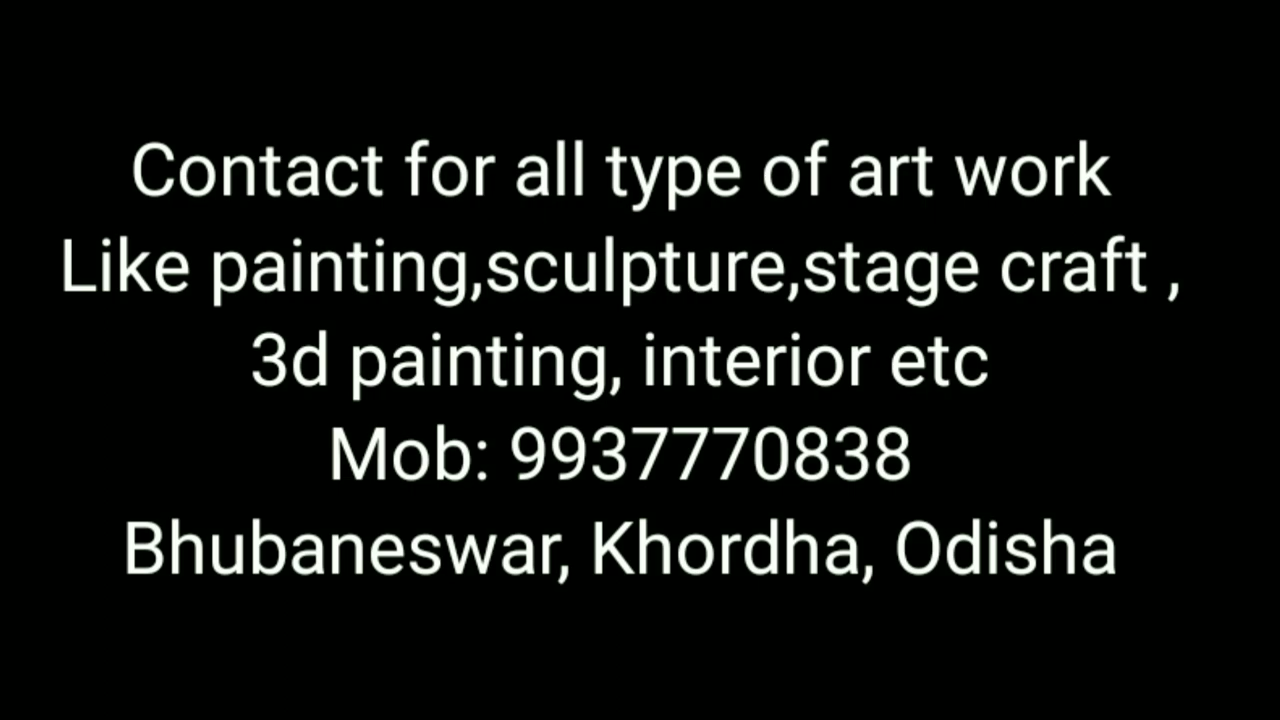 Contact for all type of art work
Like painting,sculpture,stage craft ,
3d painting, interior etc
Mob: 9937770838
Bhubaneswar, Khordha, Odisha